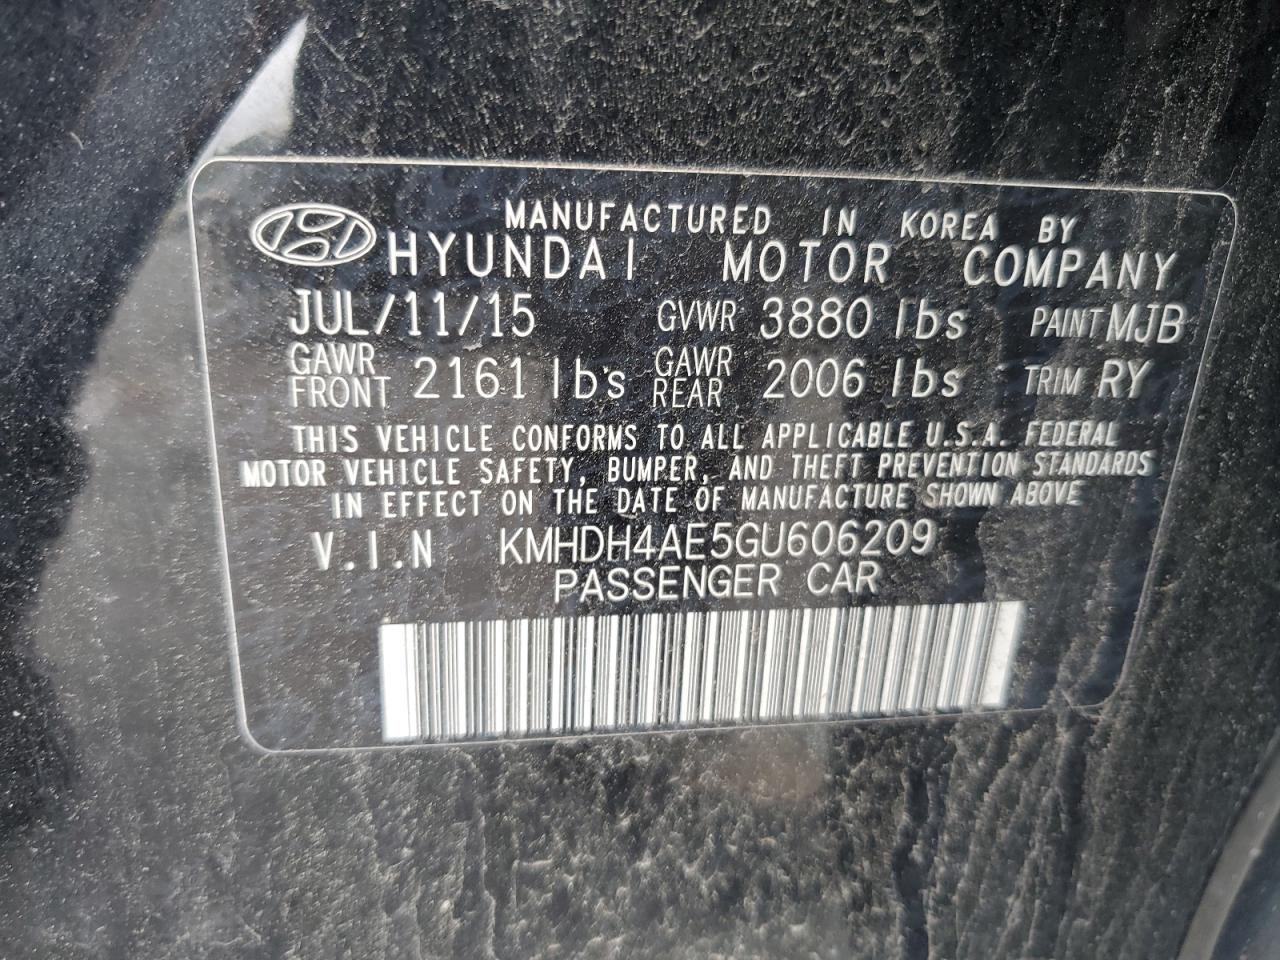 MANUFACTURED IN KOREA BY
HYUNDAI MOTOR COMPANY
JUL/11/15 GVWR 3880 lbs PAINT MJB
GAWR FRONT 2161 lbs GAWR REAR 2006 lbs TRIM RY
THIS VEHICLE CONFORMS TO ALL APPLICABLE U.S.A. FEDERAL
MOTOR VEHICLE SAFETY, BUMPER, AND THEFT PREVENTION STANDARDS
IN EFFECT ON THE DATE OF MANUFACTURE SHOWN ABOVE
V.I.N KMHDH4AE5GU606209
PASSENGER CAR